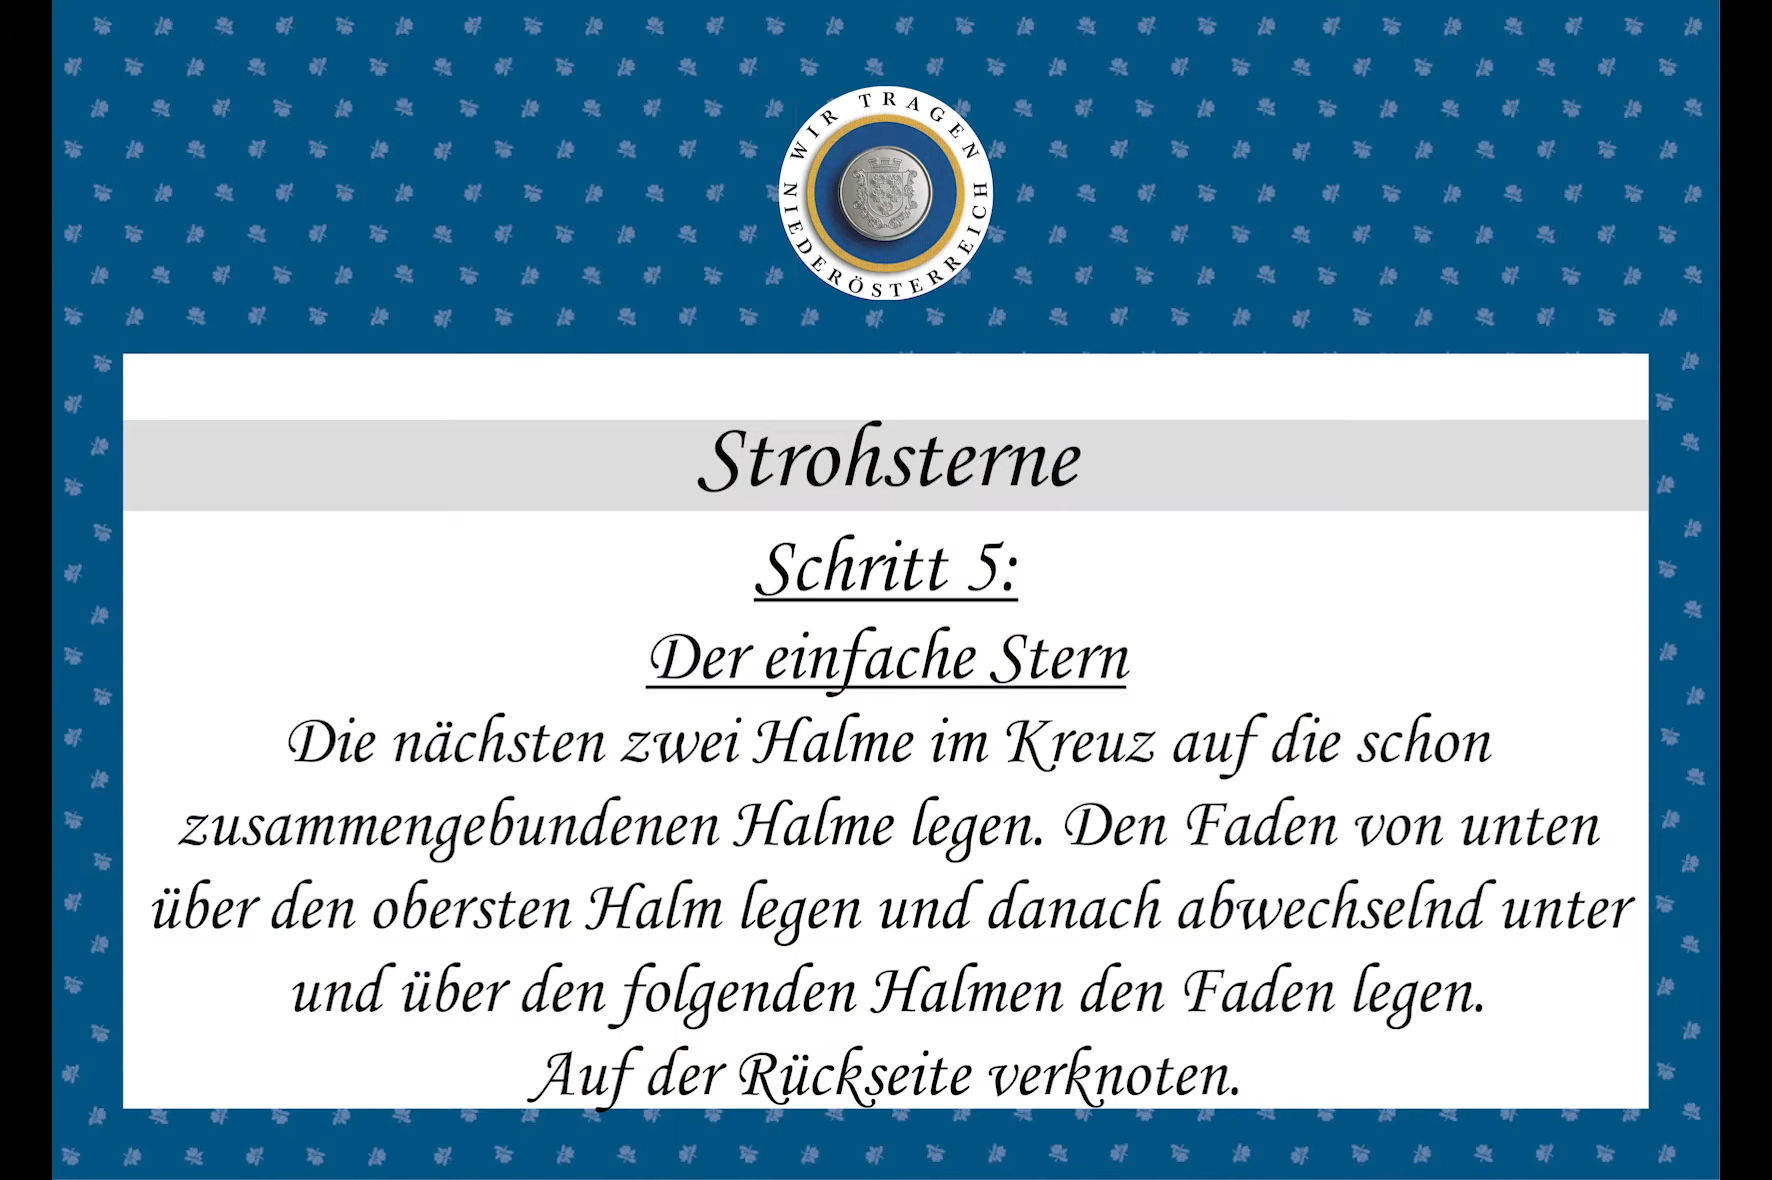 WIR TRAGEN NIEDERÖSTERREICH
Strohsterne
Schritt 5:
Der einfache Stern
Die nächsten zwei Halme im Kreuz auf die schon
zusammengebundenen Halme legen. Den Faden von unten
über den obersten Halm legen und danach abwechselnd unter
und über den folgenden Halmen den Faden legen.
Auf der Rückseite verknoten.